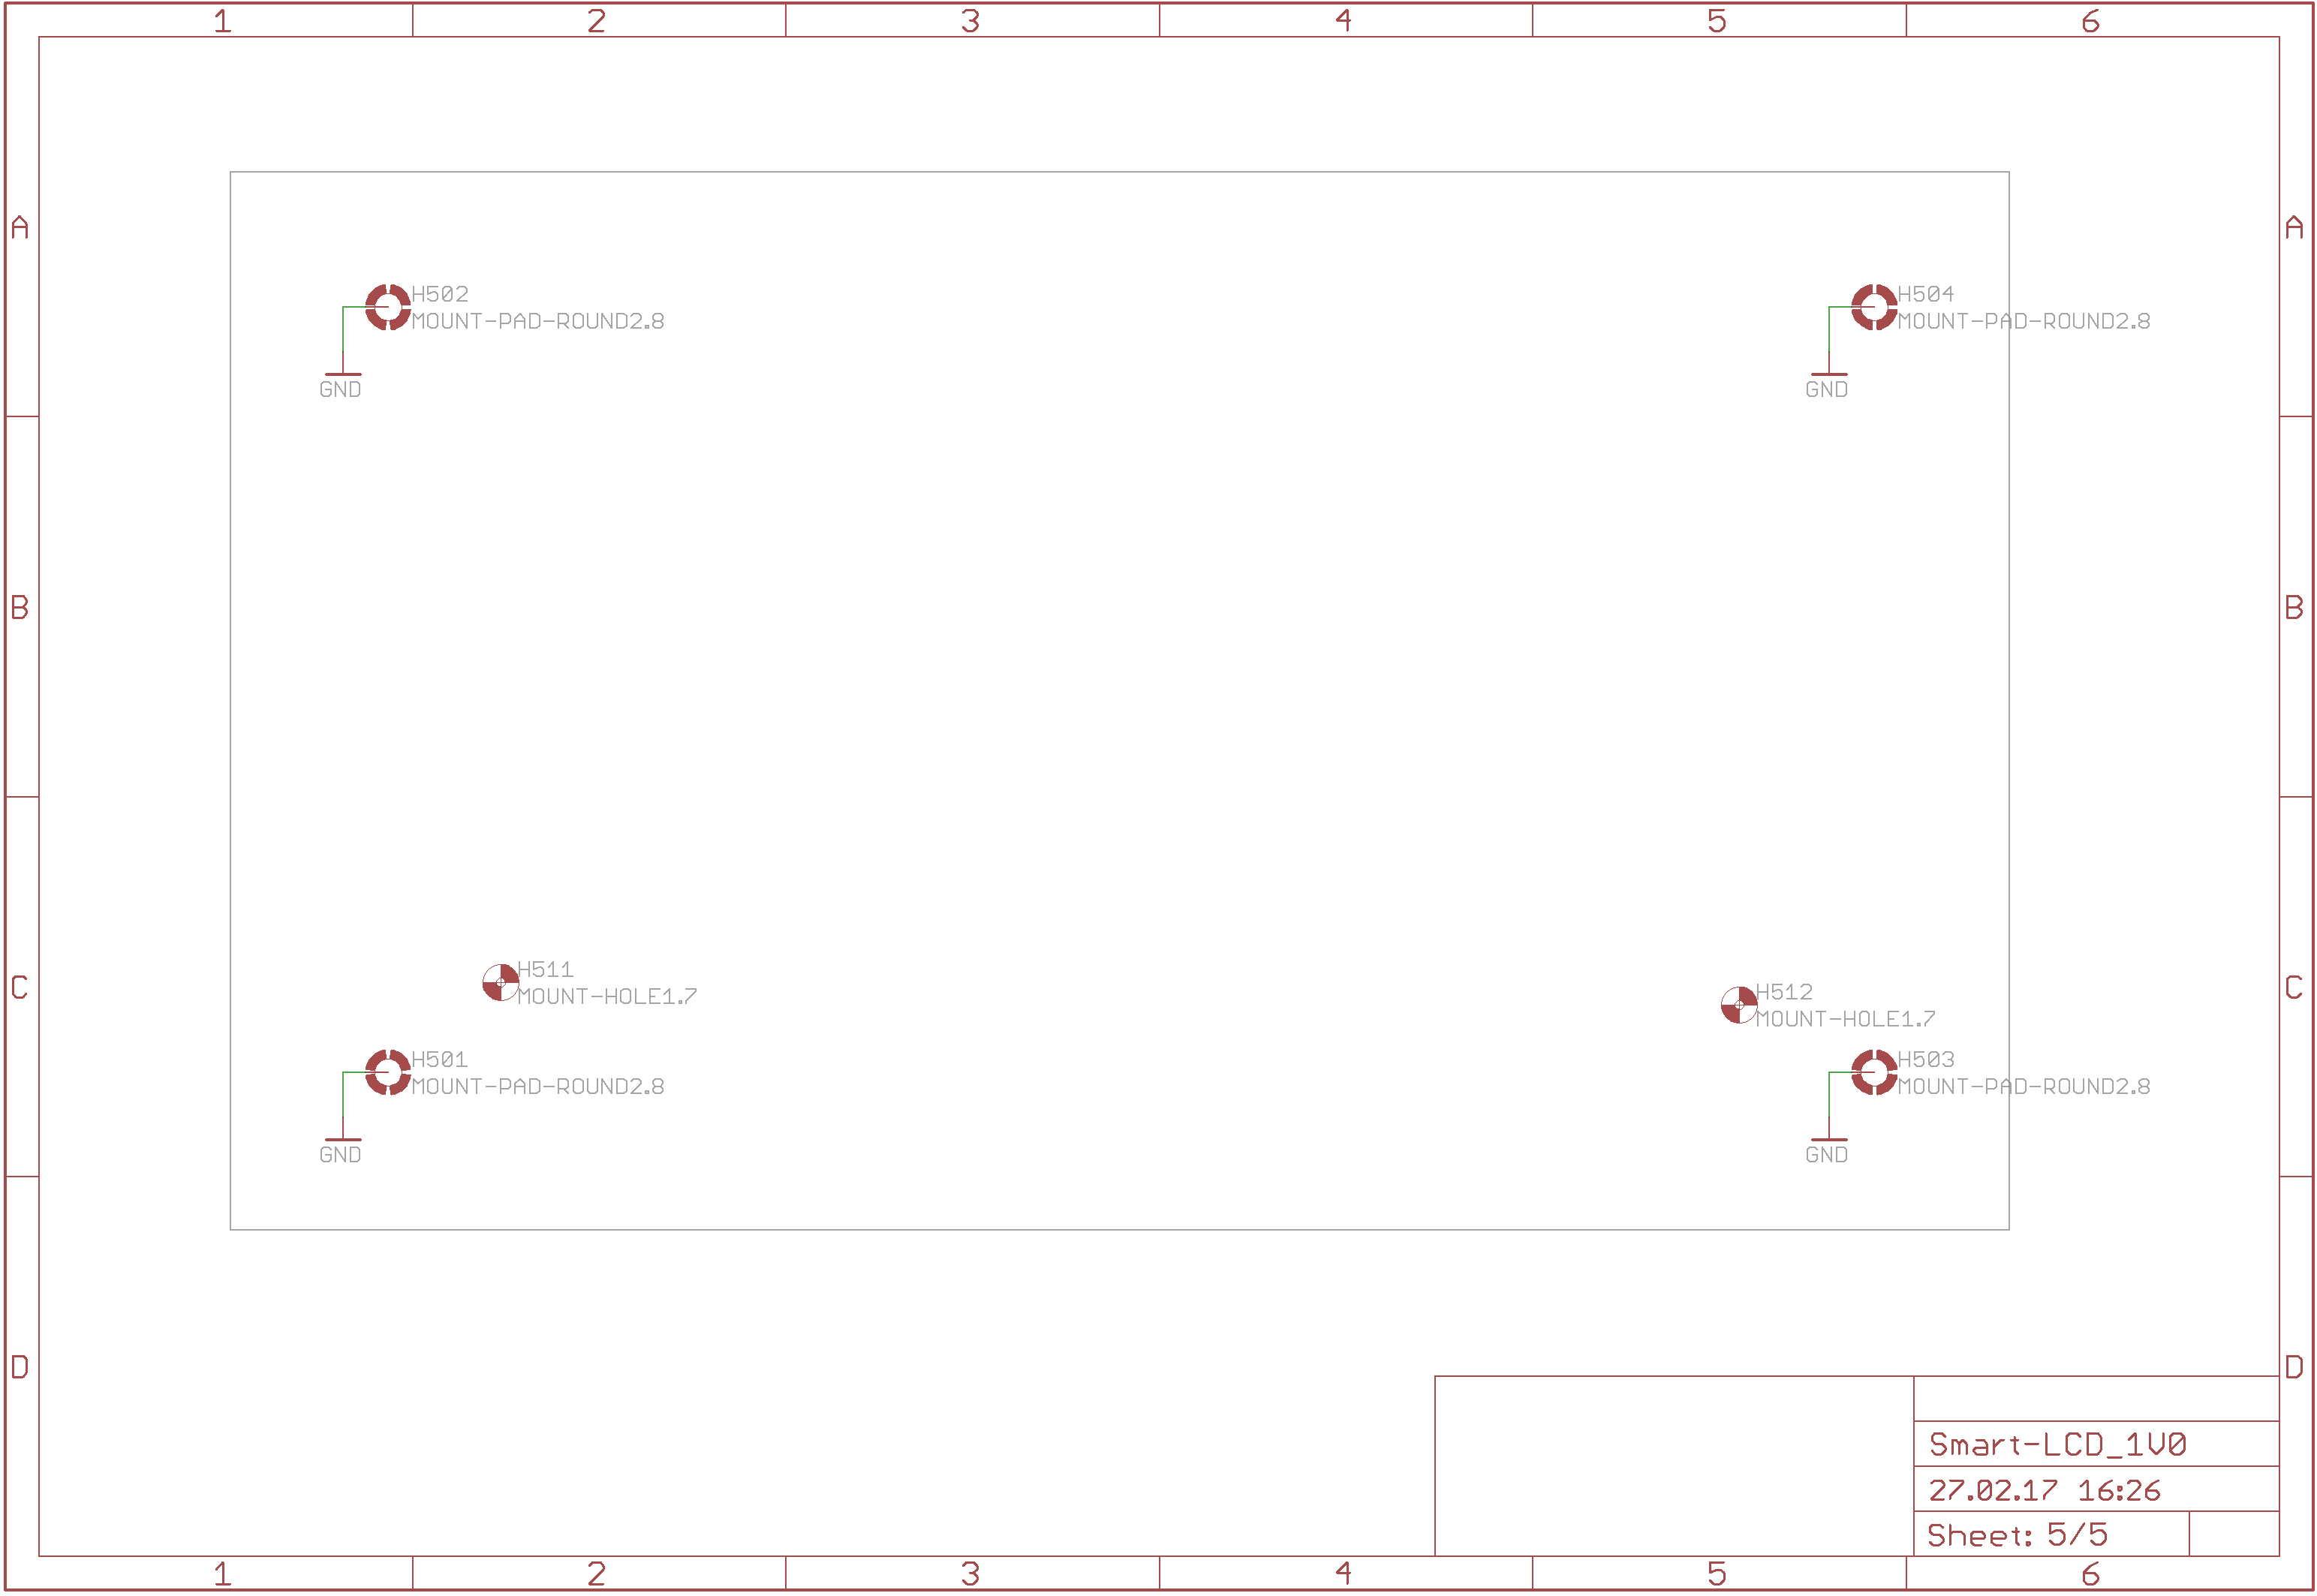 1 2 3 4 5 6
A A
H502 H504
MOUNT-PAD-ROUND2.8 MOUNT-PAD-ROUND2.8
GND GND
B B
H511
MOUNT-HOLE1.7
C C
H512
MOUNT-HOLE1.7
H501 H503
MOUNT-PAD-ROUND2.8 MOUNT-PAD-ROUND2.8
GND GND
D D
Smart-LCD_1V0
27.02.17 16:26
Sheet: 5/5
1 2 3 4 5 6